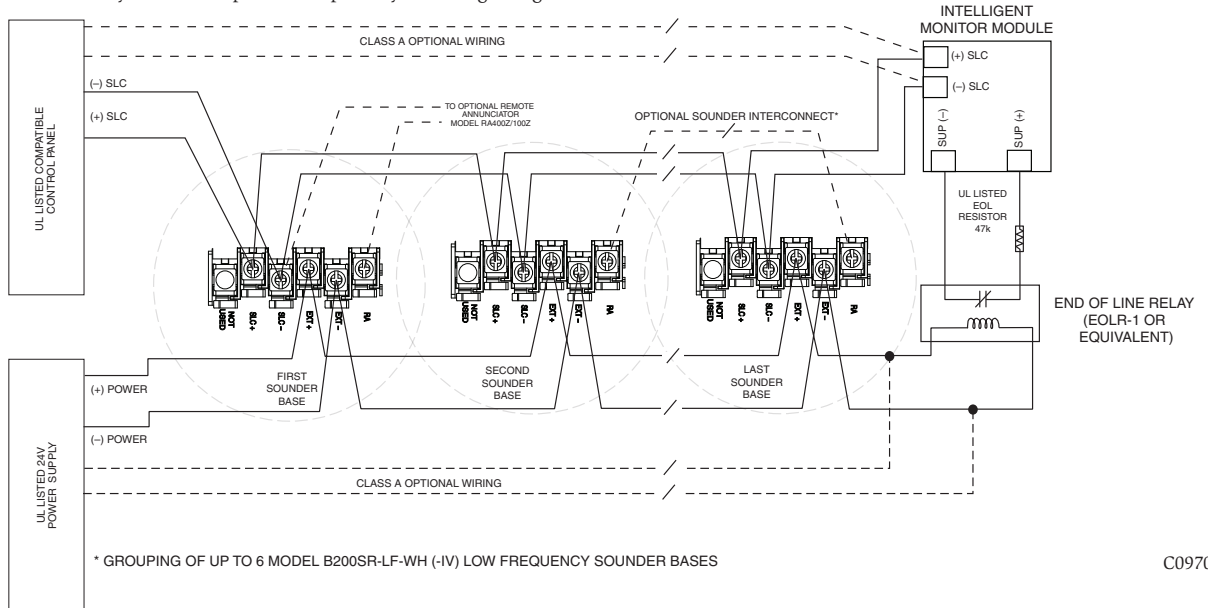 INTELLIGENT
MONITOR MODULE
CLASS A OPTIONAL WIRING
(+) SLC
(–) SLC
(–) SLC
(+) SLC
UL LISTED COMPATIBLE
CONTROL PANEL
TO OPTIONAL REMOTE
ANNUNCIATOR
MODEL RA400Z/100Z
OPTIONAL SOUNDER INTERCONNECT*
SUP (–)
SUP (+)
UL LISTED
EOL
RESISTOR
47k
NOT
USED
SLC +
SLC –
EXT +
EXT –
RA
NOT
USED
SLC +
SLC –
EXT +
EXT –
RA
NOT
USED
SLC +
SLC –
EXT +
EXT –
RA
END OF LINE RELAY
(EOLR-1 OR
EQUIVALENT)
FIRST
SOUNDER
BASE
SECOND
SOUNDER
BASE
LAST
SOUNDER
BASE
(+) POWER
(–) POWER
UL LISTED 24V
POWER SUPPLY
CLASS A OPTIONAL WIRING
* GROUPING OF UP TO 6 MODEL B200SR-LF-WH (-IV) LOW FREQUENCY SOUNDER BASES
C0970